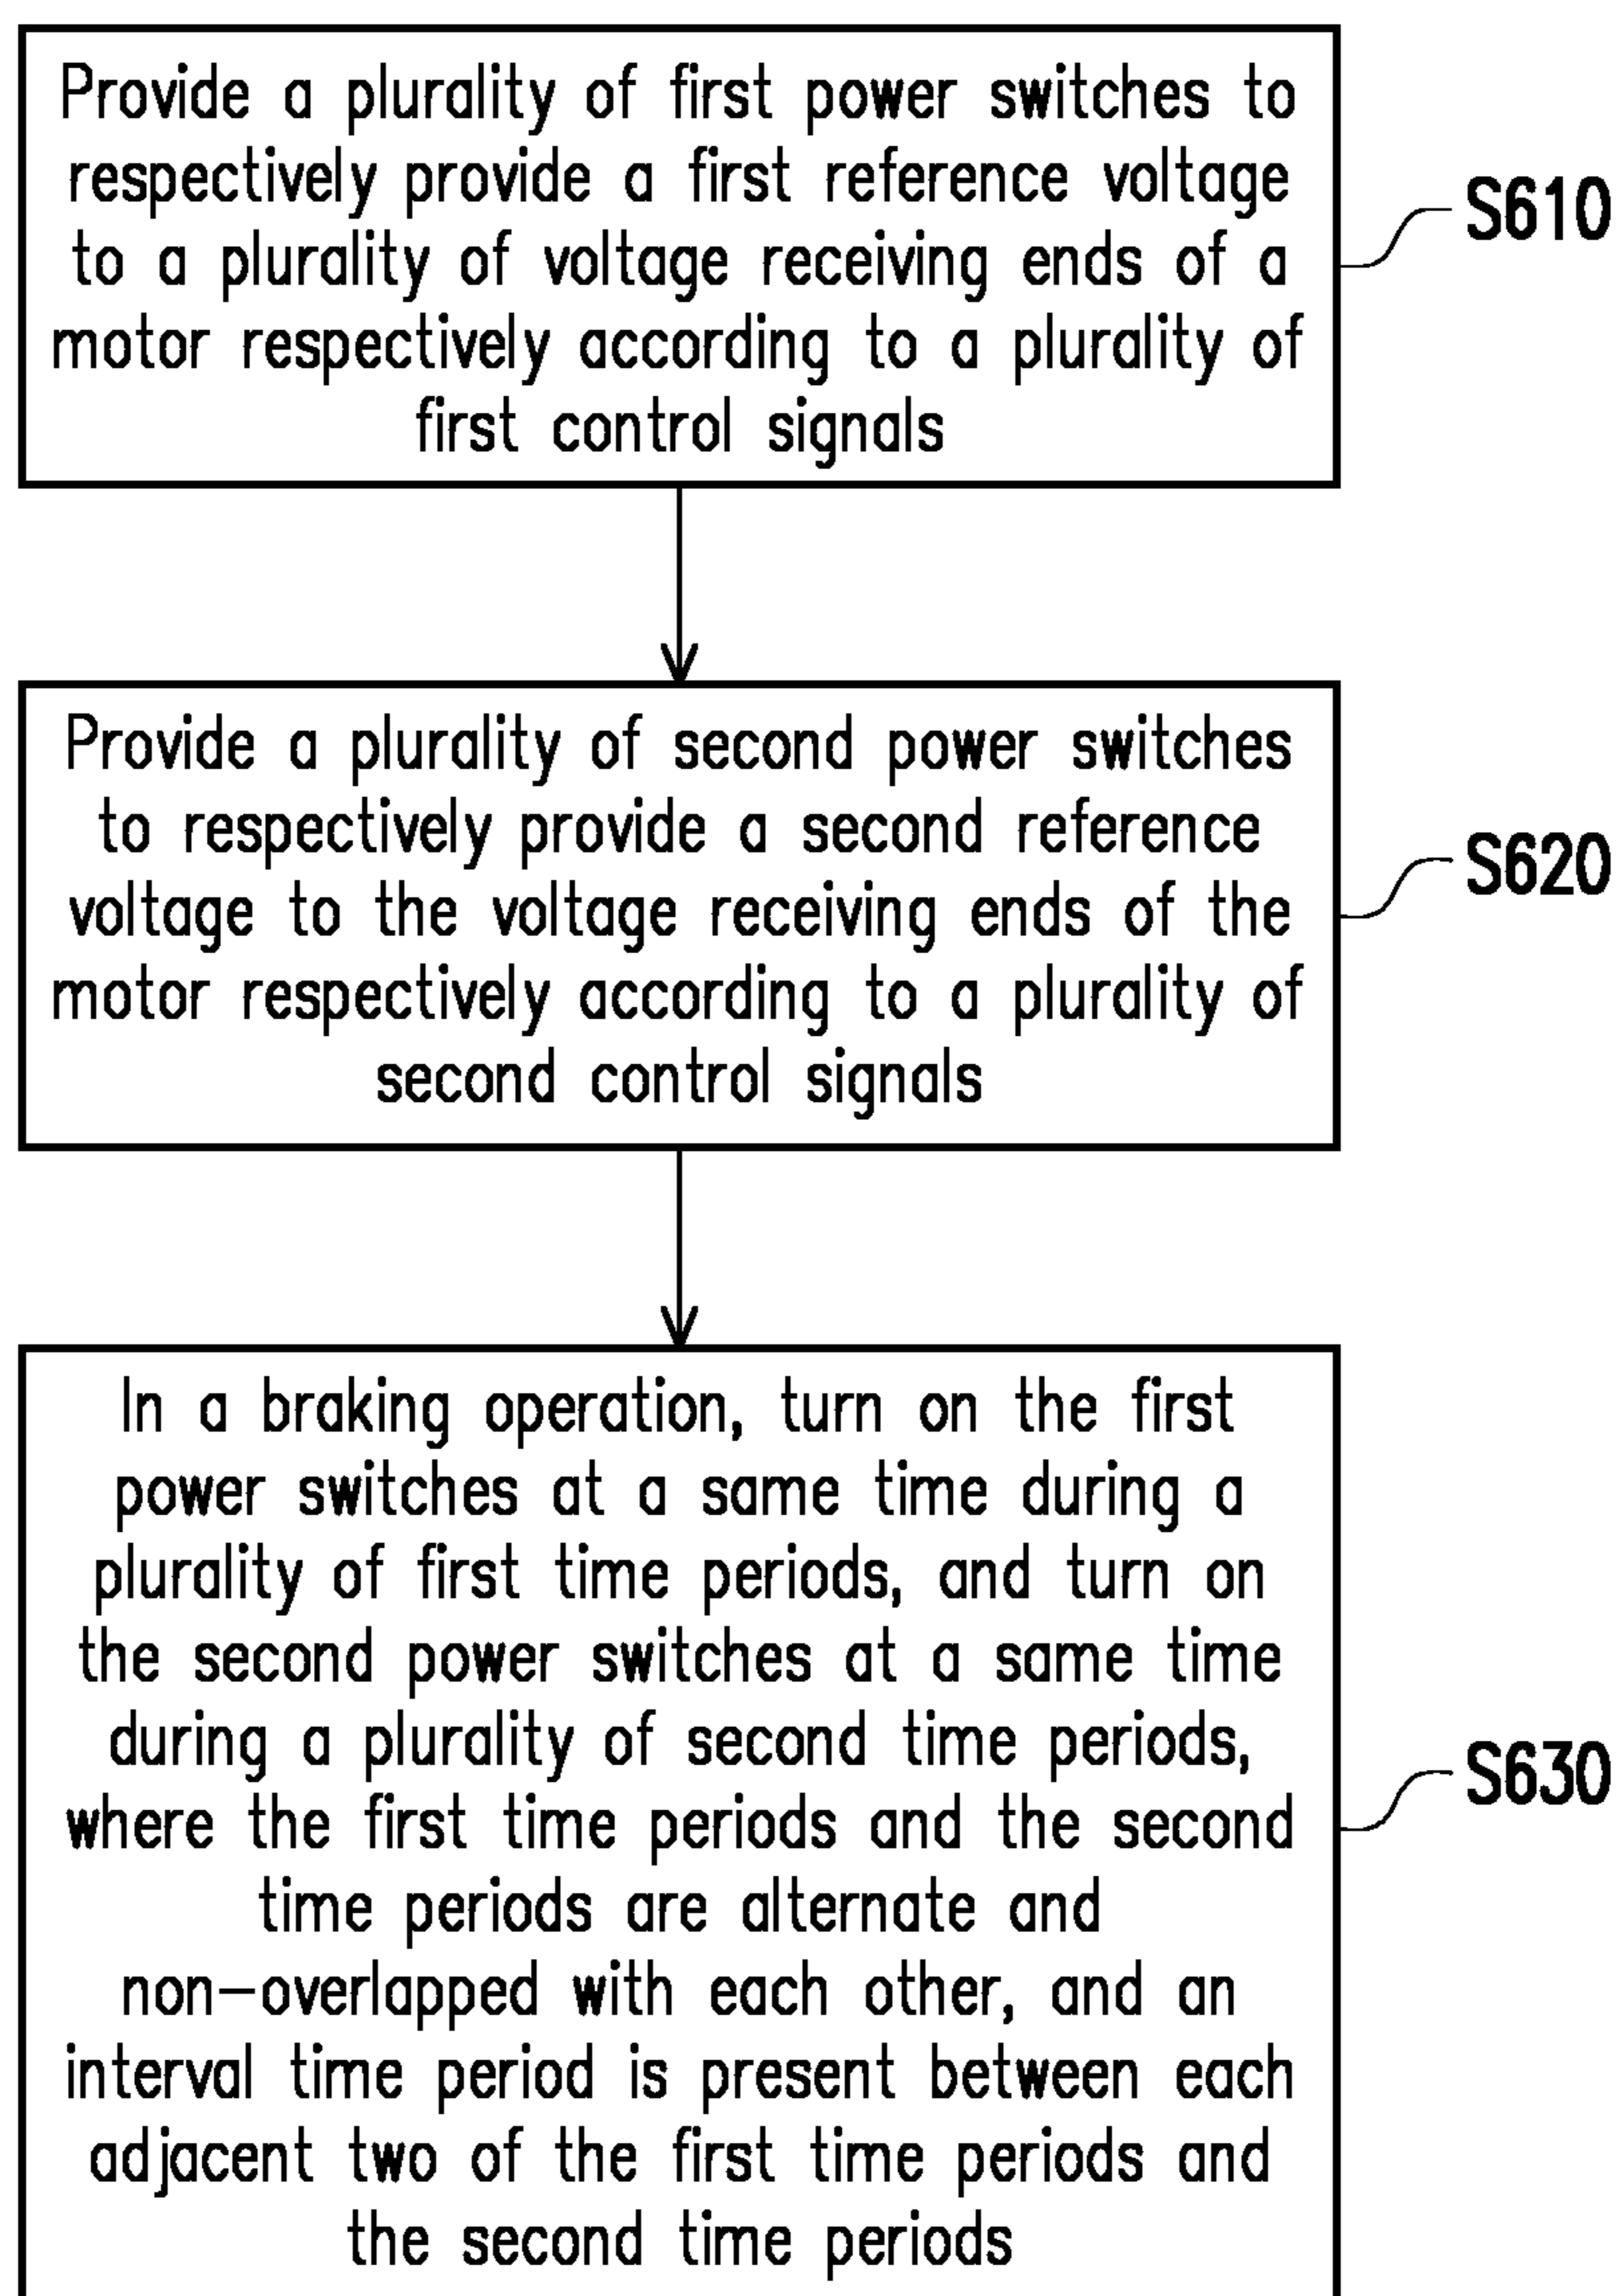 Provide a plurality of first power switches to
respectively provide a first reference voltage
to a plurality of voltage receiving ends of a
motor respectively according to a plurality of
first control signals
S610
Provide a plurality of second power switches
to respectively provide a second reference
voltage to the voltage receiving ends of the
motor respectively according to a plurality of
second control signals
S620
In a braking operation, turn on the first
power switches at a same time during a
plurality of first time periods, and turn on
the second power switches at a same time
during a plurality of second time periods,
where the first time periods and the second
time periods are alternate and
non-overlapped with each other, and an
interval time period is present between each
adjacent two of the first time periods and
the second time periods
S630